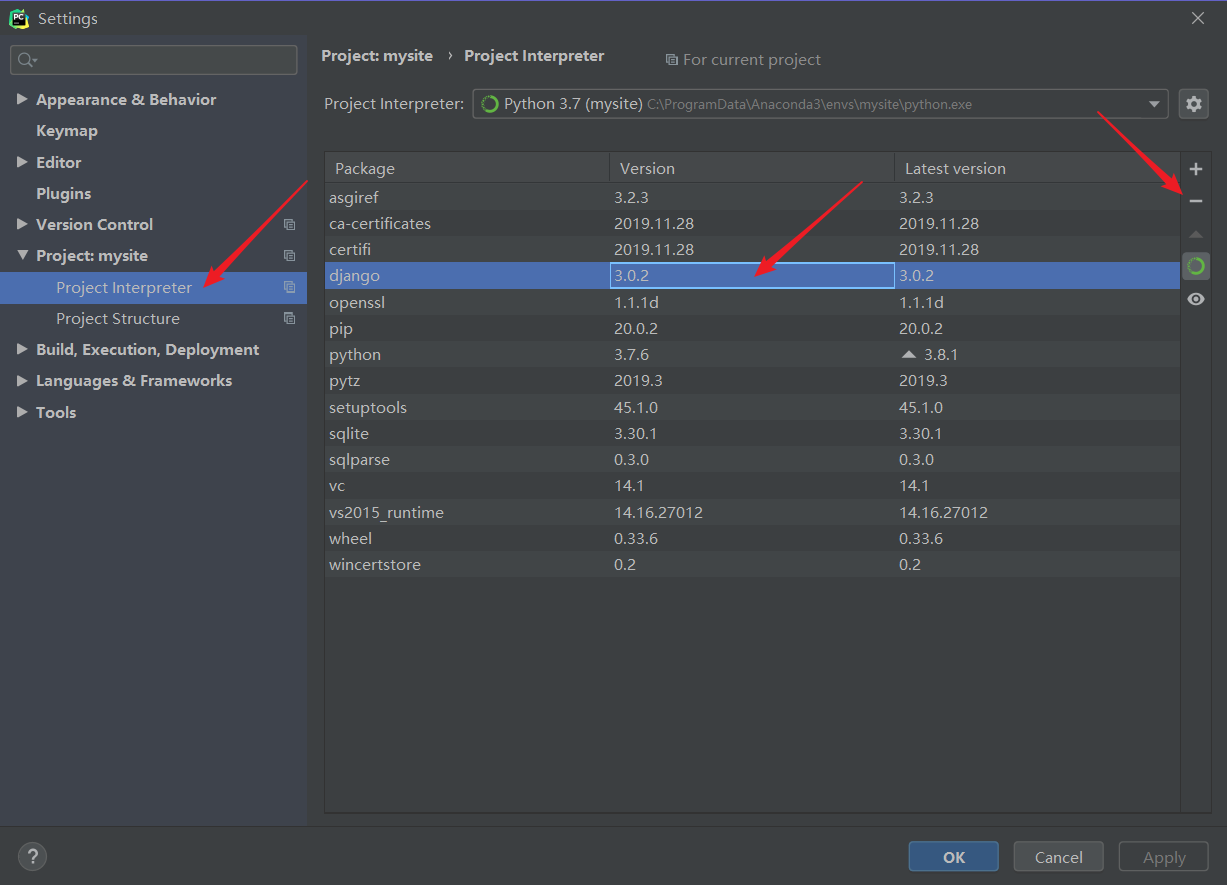 PC Settings
Project: mysite › Project Interpreter For current project
Appearance & Behavior
Keymap
Editor
Plugins
Version Control
Project: mysite
Project Interpreter
Project Structure
Build, Execution, Deployment
Languages & Frameworks
Tools
Project Interpreter: Python 3.7 (mysite) C:\ProgramData\Anaconda3\envs\mysite\python.exe
Package Version Latest version
asgiref 3.2.3 3.2.3
ca-certificates 2019.11.28 2019.11.28
certifi 2019.11.28 2019.11.28
django 3.0.2 3.0.2
openssl 1.1.1d 1.1.1d
pip 20.0.2 20.0.2
python 3.7.6 3.8.1
pytz 2019.3 2019.3
setuptools 45.1.0 45.1.0
sqlite 3.30.1 3.30.1
sqlparse 0.3.0 0.3.0
vc 14.1 14.1
vs2015_runtime 14.16.27012 14.16.27012
wheel 0.33.6 0.33.6
wincertstore 0.2 0.2
? OK Cancel Apply